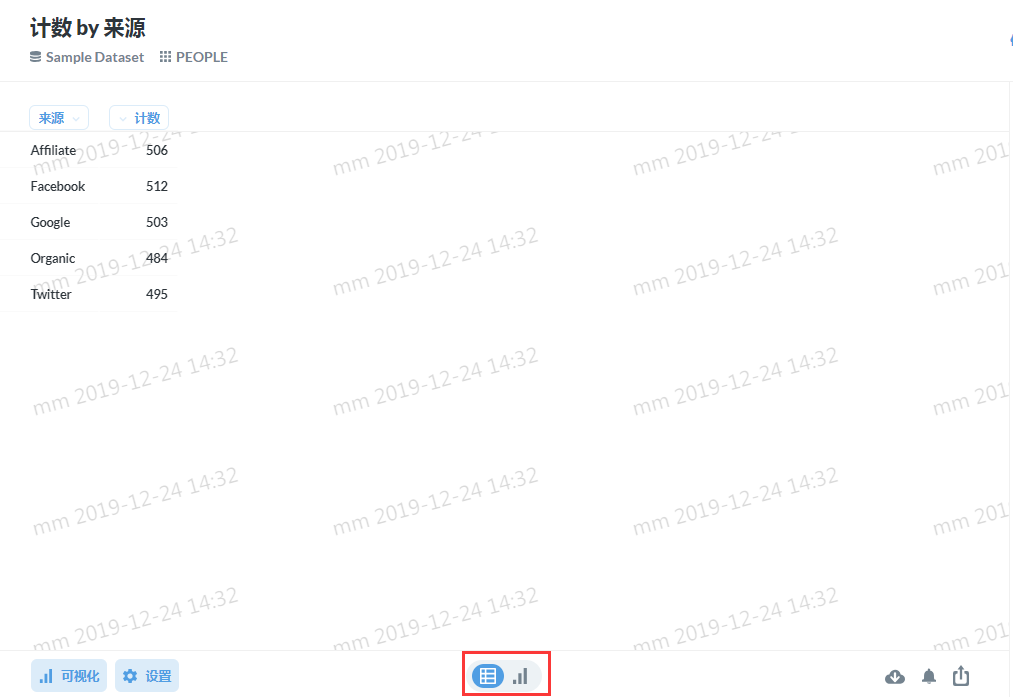 计数 by 来源
Sample Dataset PEOPLE
来源 计数
Affiliate 506
Facebook 512
Google 503
Organic 484
Twitter 495
mm 2019-12-24 14:32 mm 2019-12-24 14:32 mm 2019-12-24 14:32 mm 201
mm 2019-12-24 14:32 mm 2019-12-24 14:32 mm 2019-12-24 14:32 mm 201
mm 2019-12-24 14:32 mm 2019-12-24 14:32 mm 2019-12-24 14:32 mm 201
mm 2019-12-24 14:32 mm 2019-12-24 14:32 mm 2019-12-24 14:32 mm 201
mm 2019-12-24 14:32 mm 2019-12-24 14:32 mm 2019-12-24 14:32 mm 201
可视化 设置